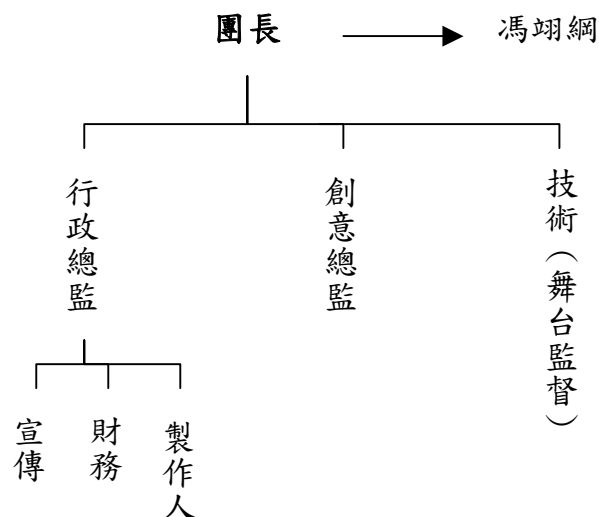 團長
馮翊綱
行政總監
創意總監
技術（舞台監督）
宣傳
財務
製作人